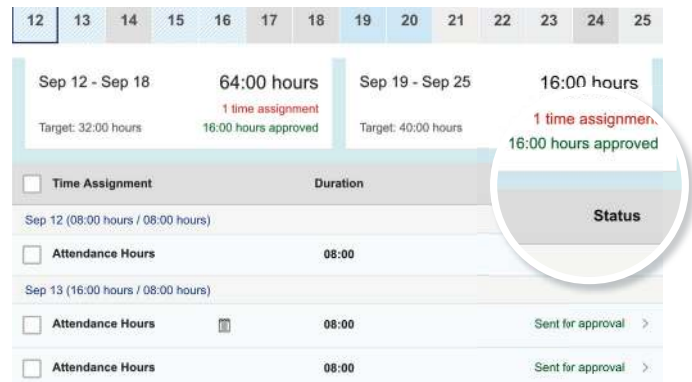 12 13 14 15 16 17 18 19 20 21 22 23 24 25
Sep 12 - Sep 18 64:00 hours Sep 19 - Sep 25 16:00 hours
1 time assignment 1 time assignment
Target: 32:00 hours 16:00 hours approved Target: 40:00 hours 16:00 hours approved
Time Assignment Duration Status
Sep 12 (08:00 hours / 08:00 hours)
Attendance Hours 08:00
Sep 13 (16:00 hours / 08:00 hours)
Attendance Hours 08:00 Sent for approval
Attendance Hours 08:00 Sent for approval